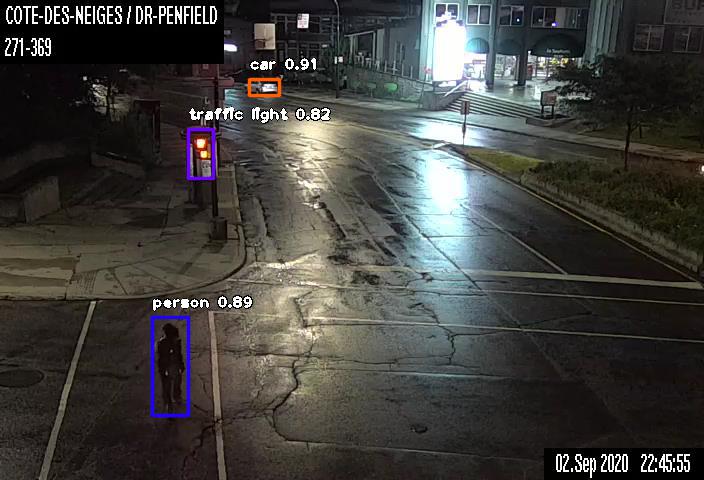 COTE-DES-NEIGES / DR-PENFIELD
271-369
car 0.91
traffic light 0.82
person 0.89
02.Sep 2020 22:45:55